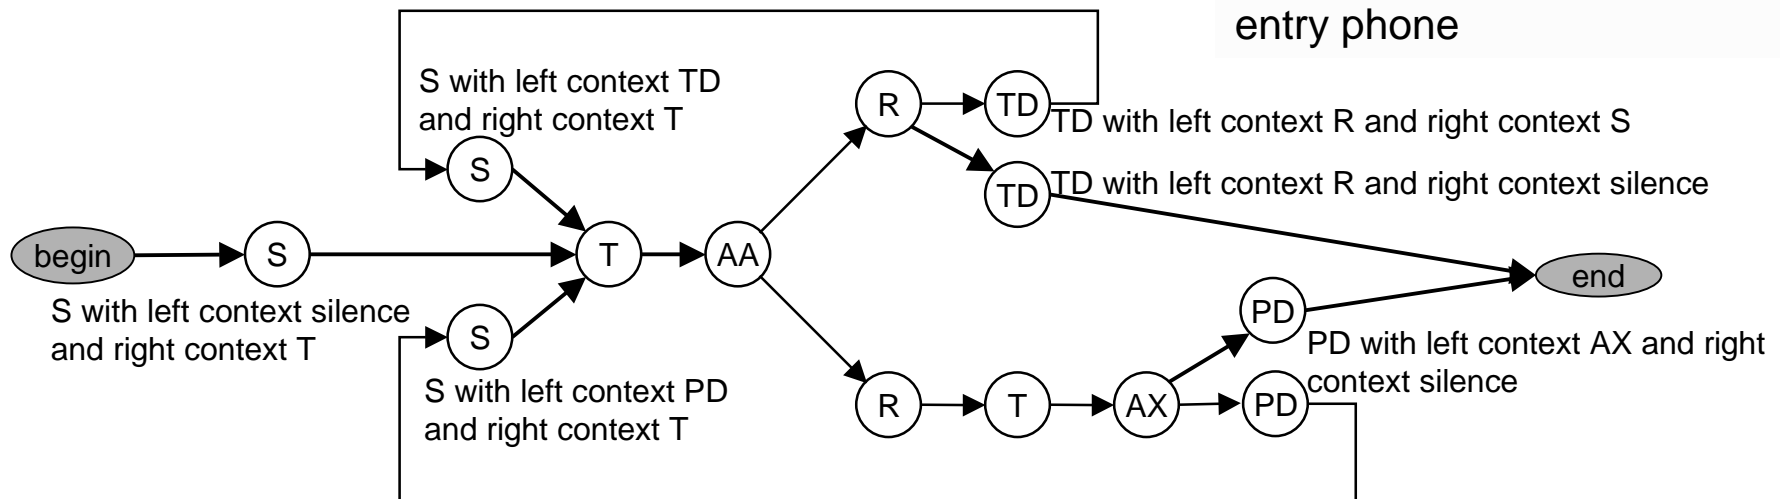 entry phone
S with left context TD
and right context T
R
TD
TD with left context R and right context S
S
TD
TD with left context R and right context silence
begin
S
T
AA
end
S with left context silence
and right context T
S
PD
PD with left context AX and right
context silence
S with left context PD
and right context T
R
T
AX
PD